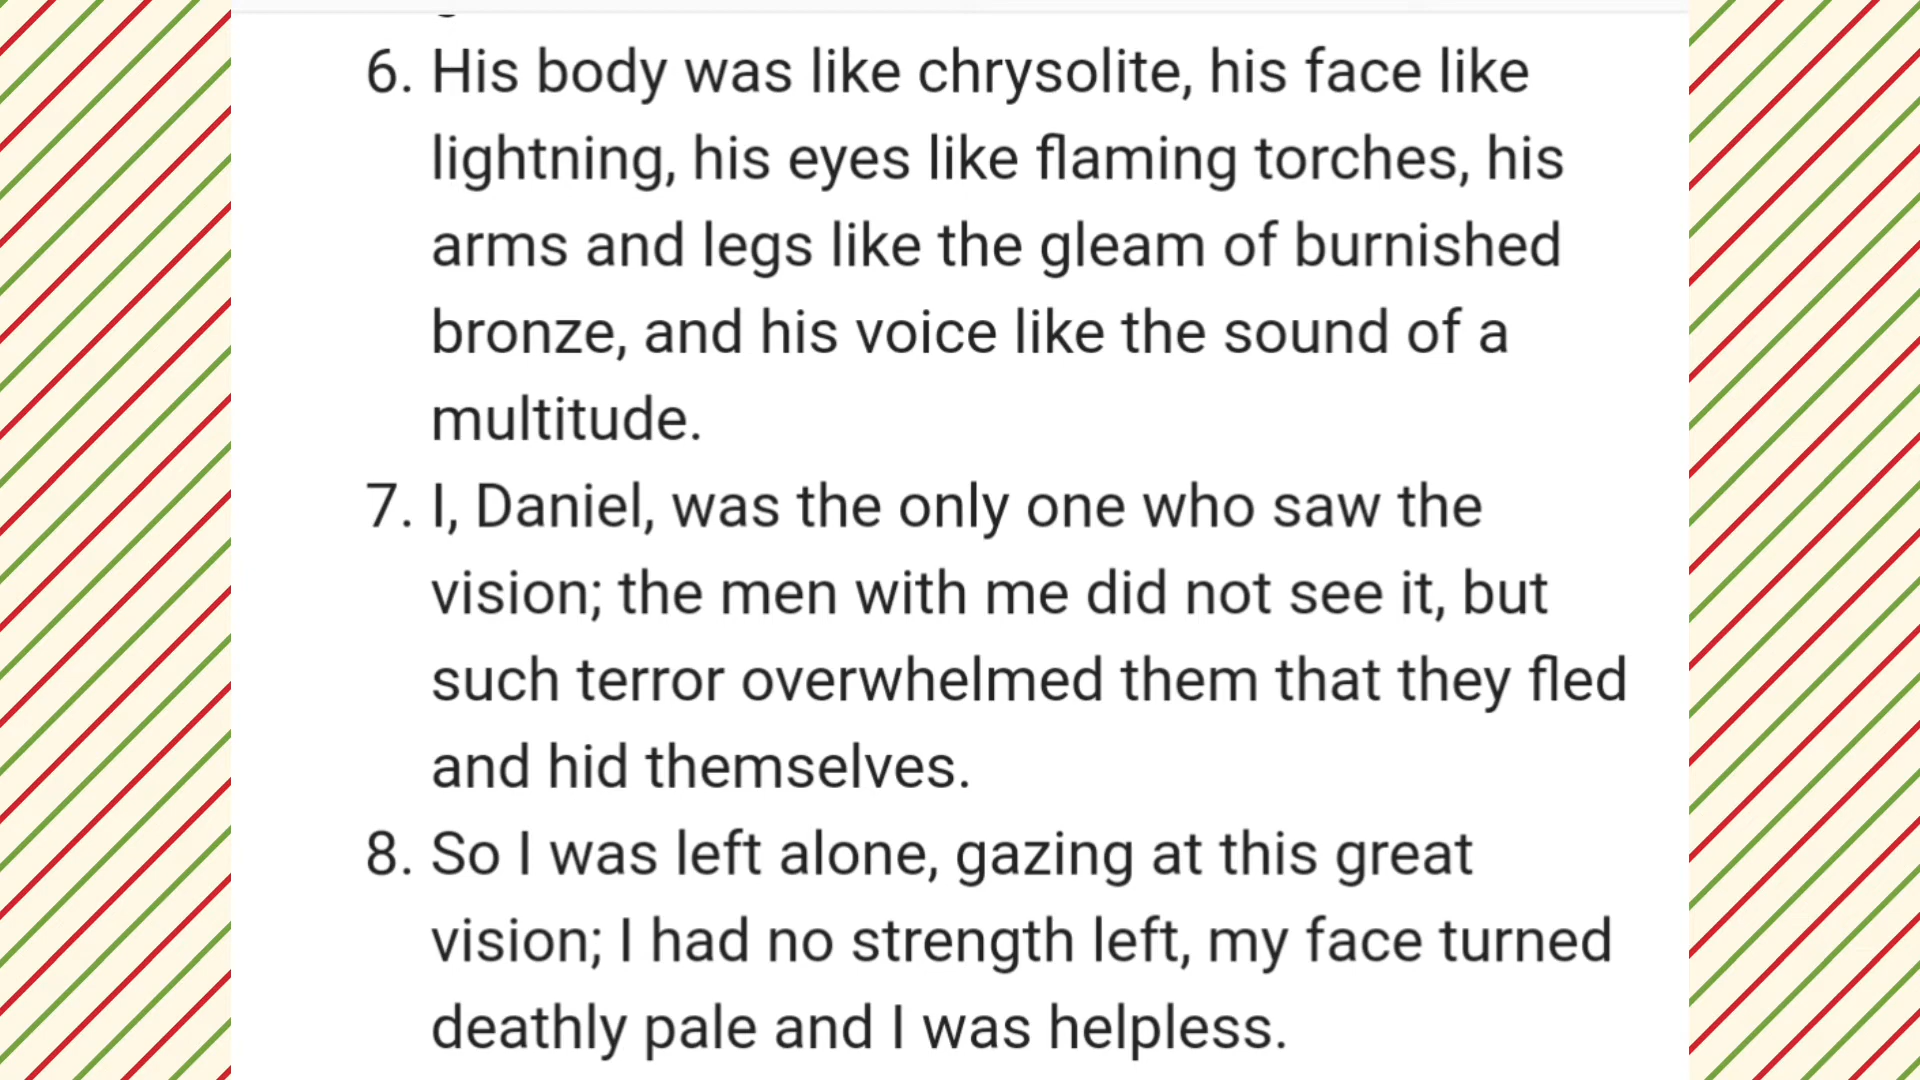 6. His body was like chrysolite, his face like
lightning, his eyes like flaming torches, his
arms and legs like the gleam of burnished
bronze, and his voice like the sound of a
multitude.
7. I, Daniel, was the only one who saw the
vision; the men with me did not see it, but
such terror overwhelmed them that they fled
and hid themselves.
8. So I was left alone, gazing at this great
vision; I had no strength left, my face turned
deathly pale and I was helpless.